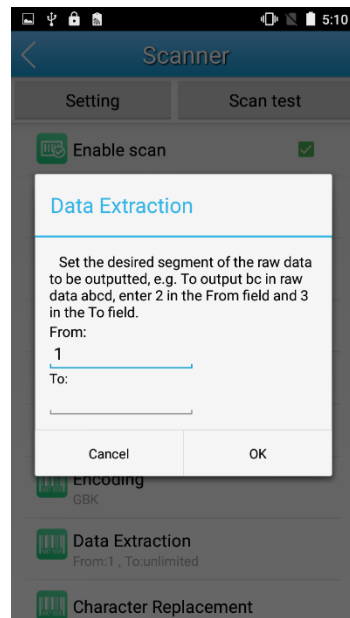 5:10
Scanner
Setting
Scan test
Enable scan
Data Extraction
Set the desired segment of the raw data
to be outputted, e.g. To output bc in raw
data abcd, enter 2 in the From field and 3
in the To field.
From:
1
To:
Cancel
OK
Encoding
GBK
Data Extraction
From:1 , To:unlimited
Character Replacement